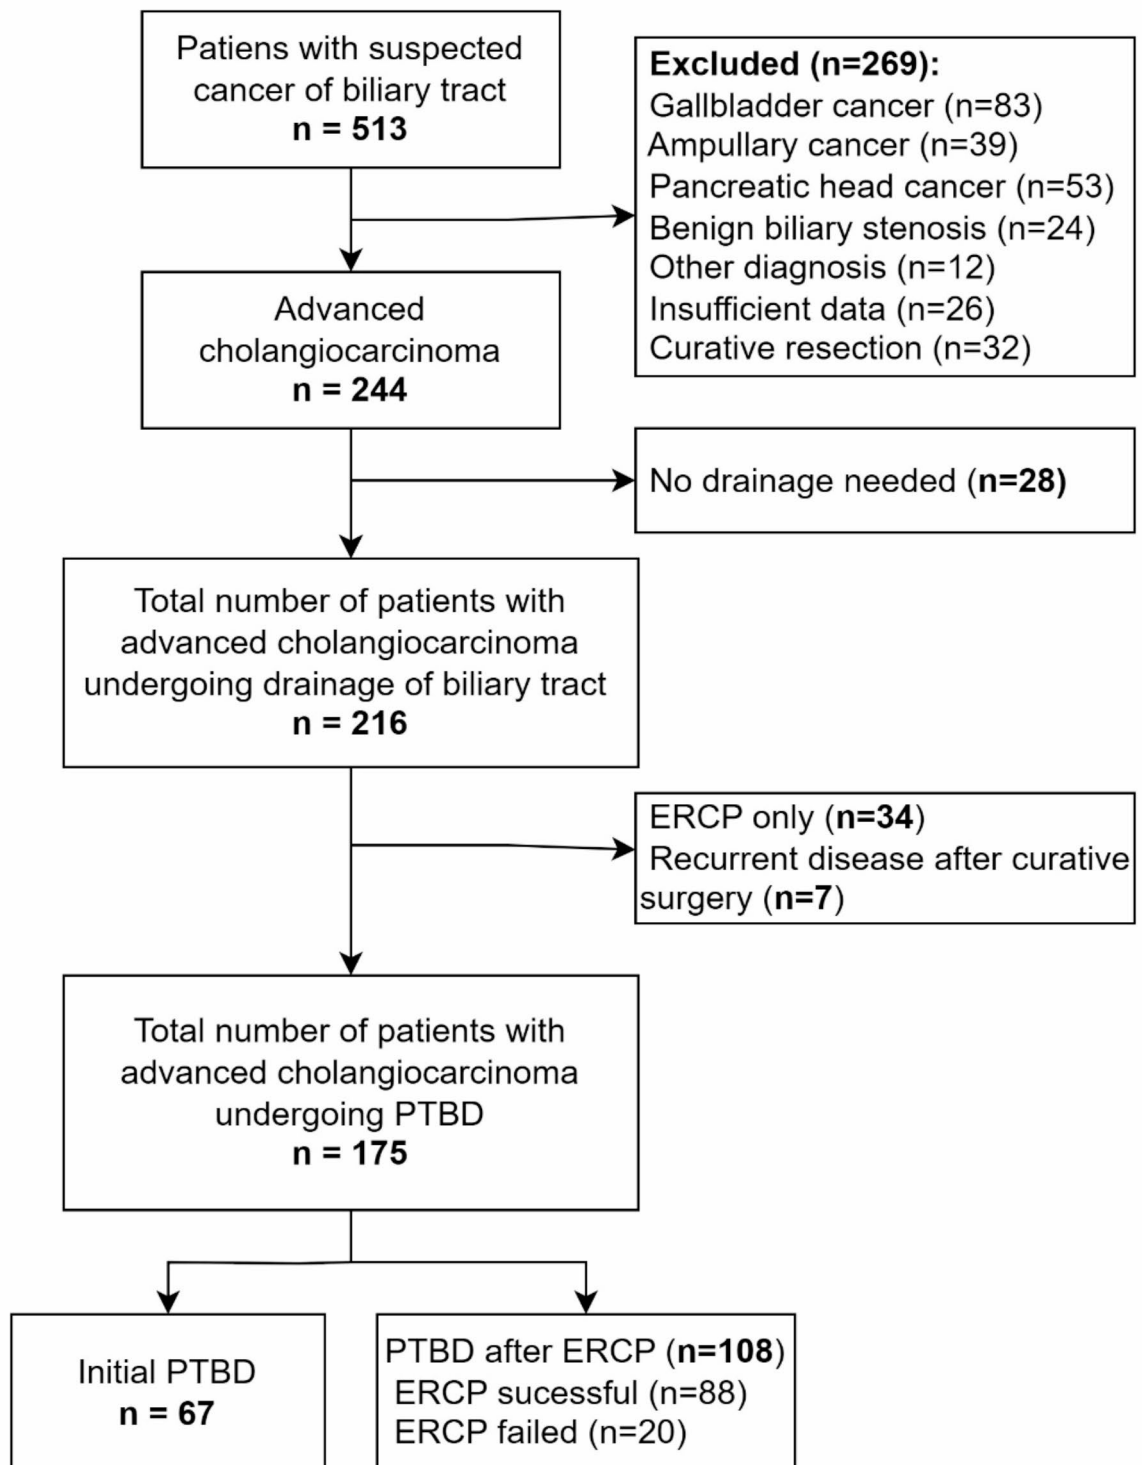 Patiens with suspected
cancer of biliary tract
n = 513
Excluded (n=269):
Gallbladder cancer (n=83)
Ampullary cancer (n=39)
Pancreatic head cancer (n=53)
Benign biliary stenosis (n=24)
Other diagnosis (n=12)
Insufficient data (n=26)
Curative resection (n=32)
Advanced
cholangiocarcinoma
n = 244
No drainage needed (n=28)
Total number of patients with
advanced cholangiocarcinoma
undergoing drainage of biliary tract
n = 216
ERCP only (n=34)
Recurrent disease after curative
surgery (n=7)
Total number of patients with
advanced cholangiocarcinoma
undergoing PTBD
n = 175
Initial PTBD
n = 67
PTBD after ERCP (n=108)
ERCP sucessful (n=88)
ERCP failed (n=20)